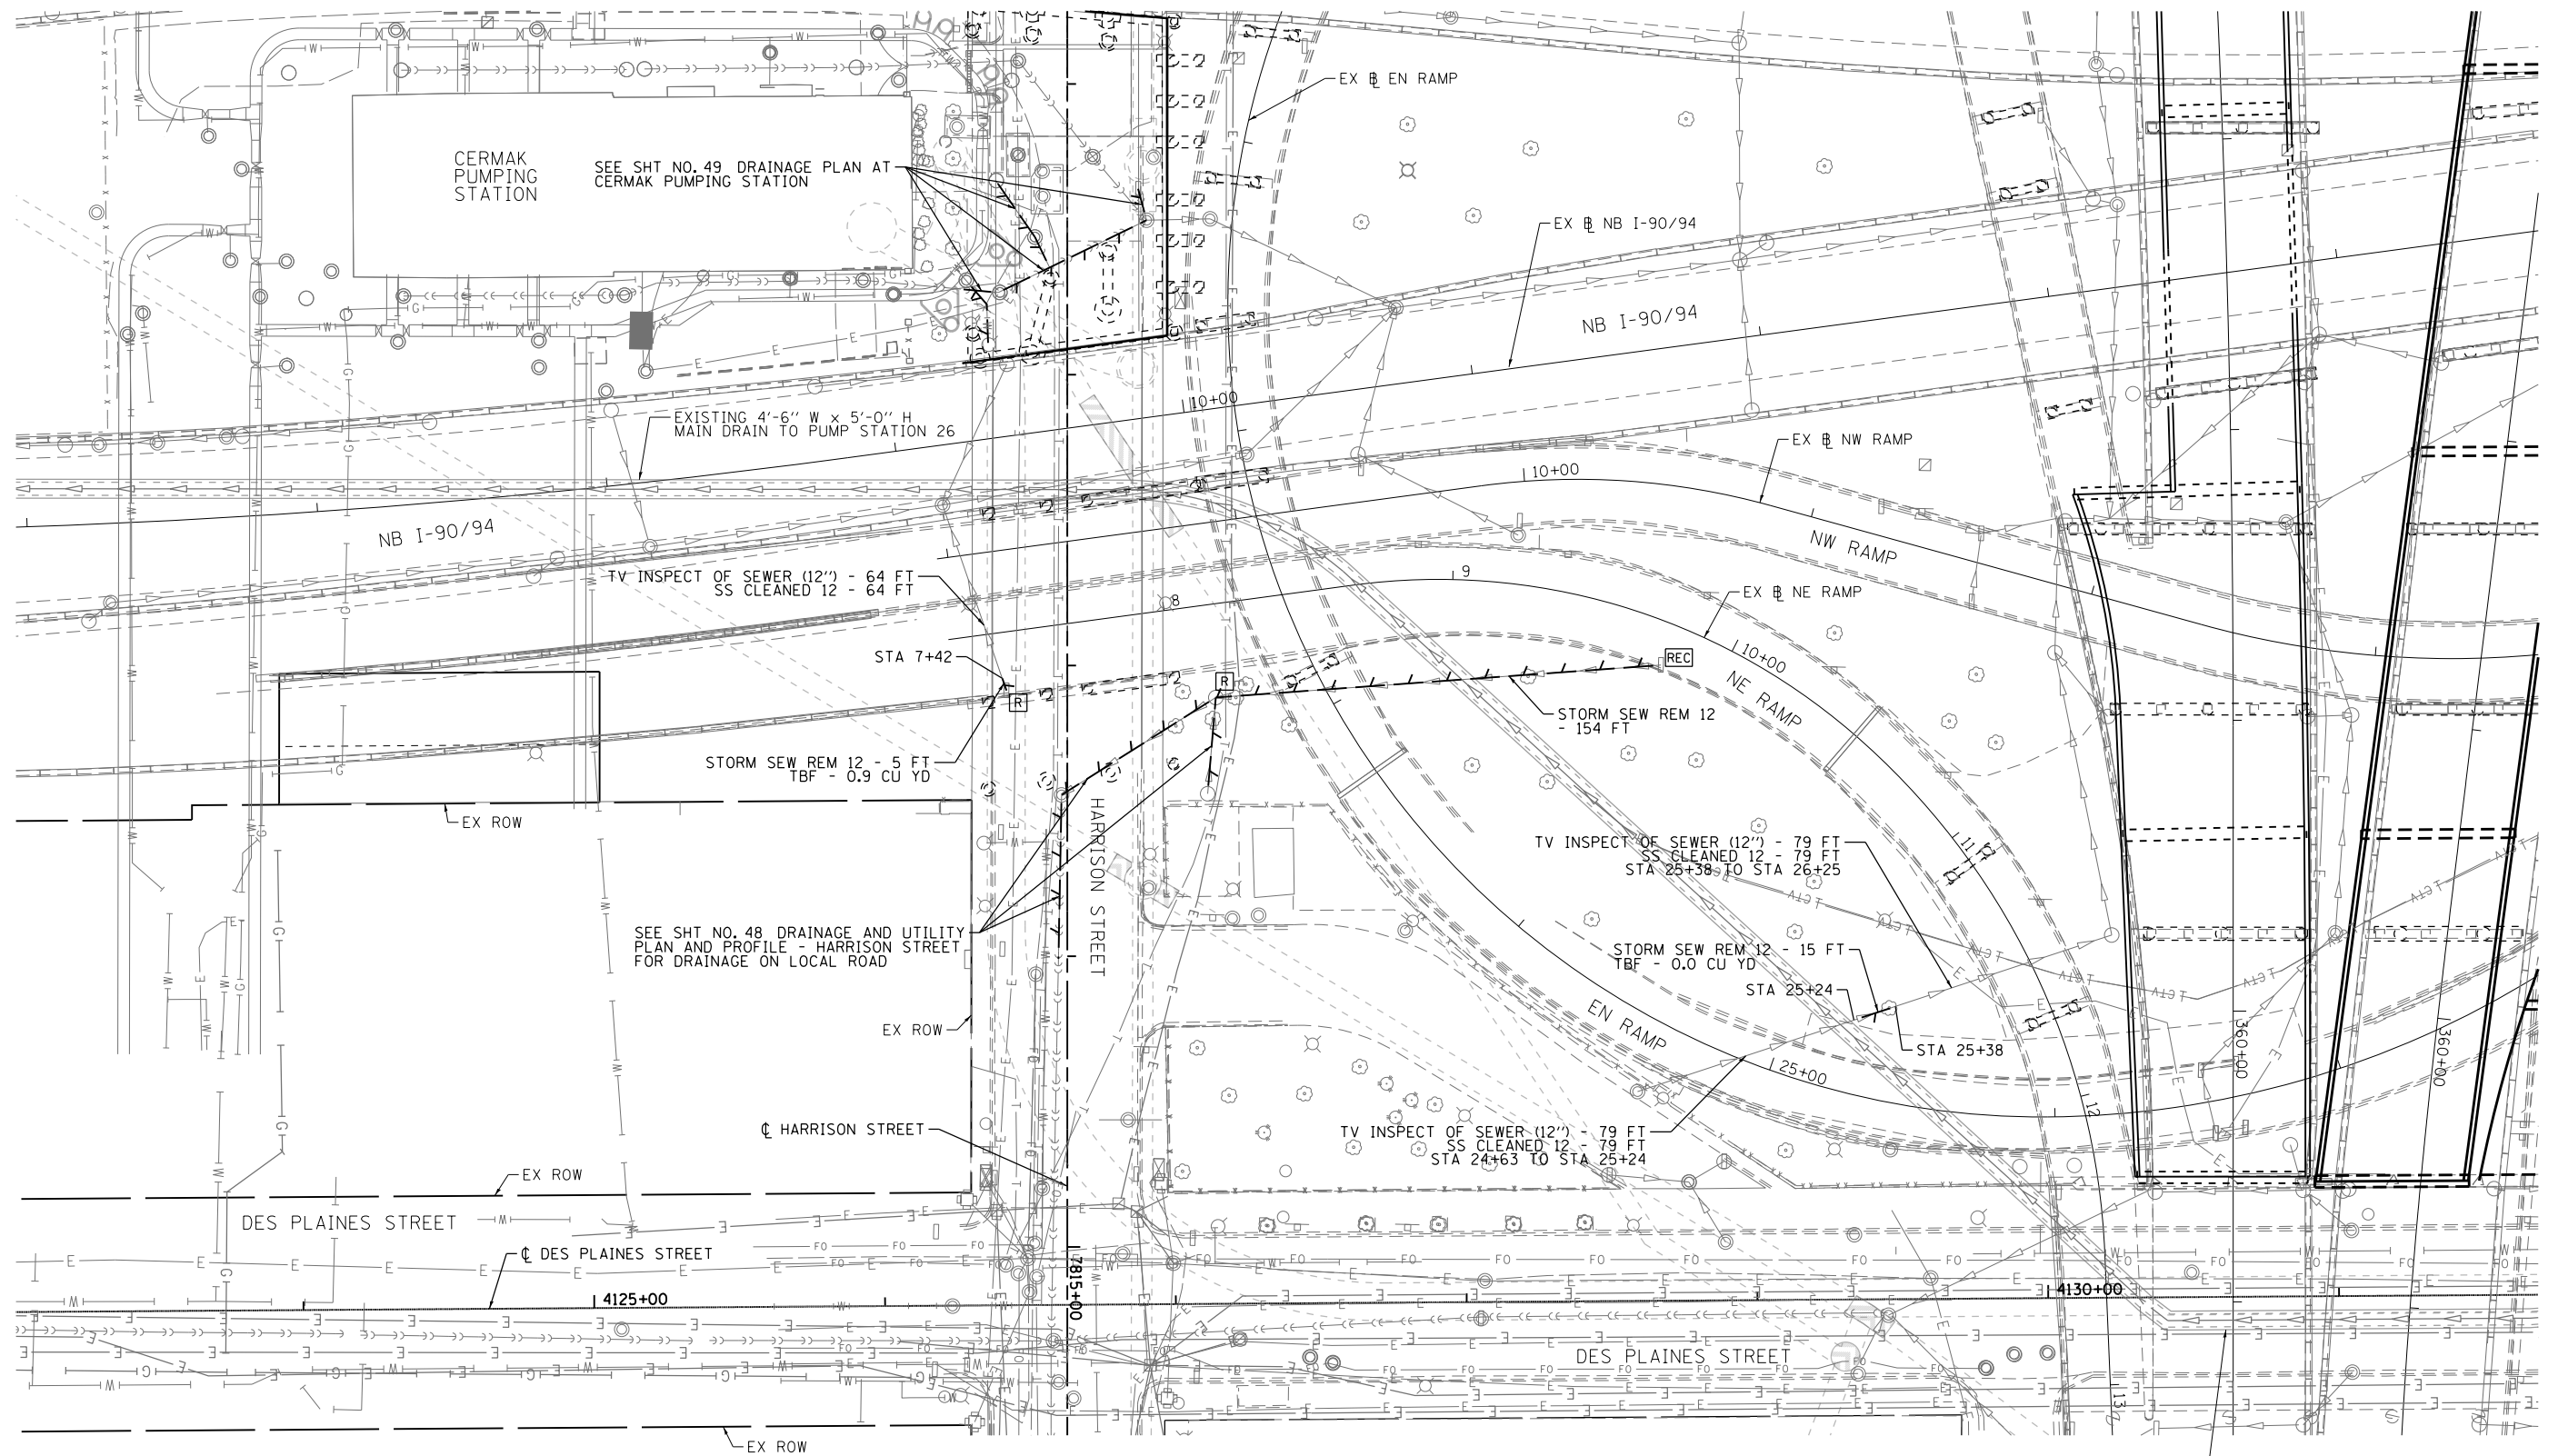 EX ⅊ EN RAMP
CERMAK
PUMPING
STATION
SEE SHT NO. 49 DRAINAGE PLAN AT
CERMAK PUMPING STATION
EX ⅊ NB I-90/94
NB I-90/94
10+00
EXISTING 4'-6" W x 5'-0" H
MAIN DRAIN TO PUMP STATION 26
EX ⅊ NW RAMP
10+00
NB I-90/94
NW RAMP
TV INSPECT OF SEWER (12") - 64 FT
SS CLEANED 12 - 64 FT
9
8
EX ⅊ NE RAMP
STA 7+42
REC
10+00
R
R
NE RAMP
STORM SEW REM 12
- 154 FT
STORM SEW REM 12 - 5 FT
TBF - 0.9 CU YD
EX ROW
HARRISON STREET
TV INSPECT OF SEWER (12") - 79 FT
SS CLEANED 12 - 79 FT
STA 25+38 TO STA 26+25
11
SEE SHT NO. 48 DRAINAGE AND UTILITY
PLAN AND PROFILE - HARRISON STREET
FOR DRAINAGE ON LOCAL ROAD
STORM SEW REM 12 - 15 FT
TBF - 0.0 CU YD
STA 25+24
EX ROW
EN RAMP
STA 25+38
360+00
360+00
25+00
12
℄ HARRISON STREET
TV INSPECT OF SEWER (12") - 79 FT
SS CLEANED 12 - 79 FT
STA 24+63 TO STA 25+24
EX ROW
DES PLAINES STREET
℄ DES PLAINES STREET
7815+00
4125+00
4130+00
DES PLAINES STREET
13
EX ROW